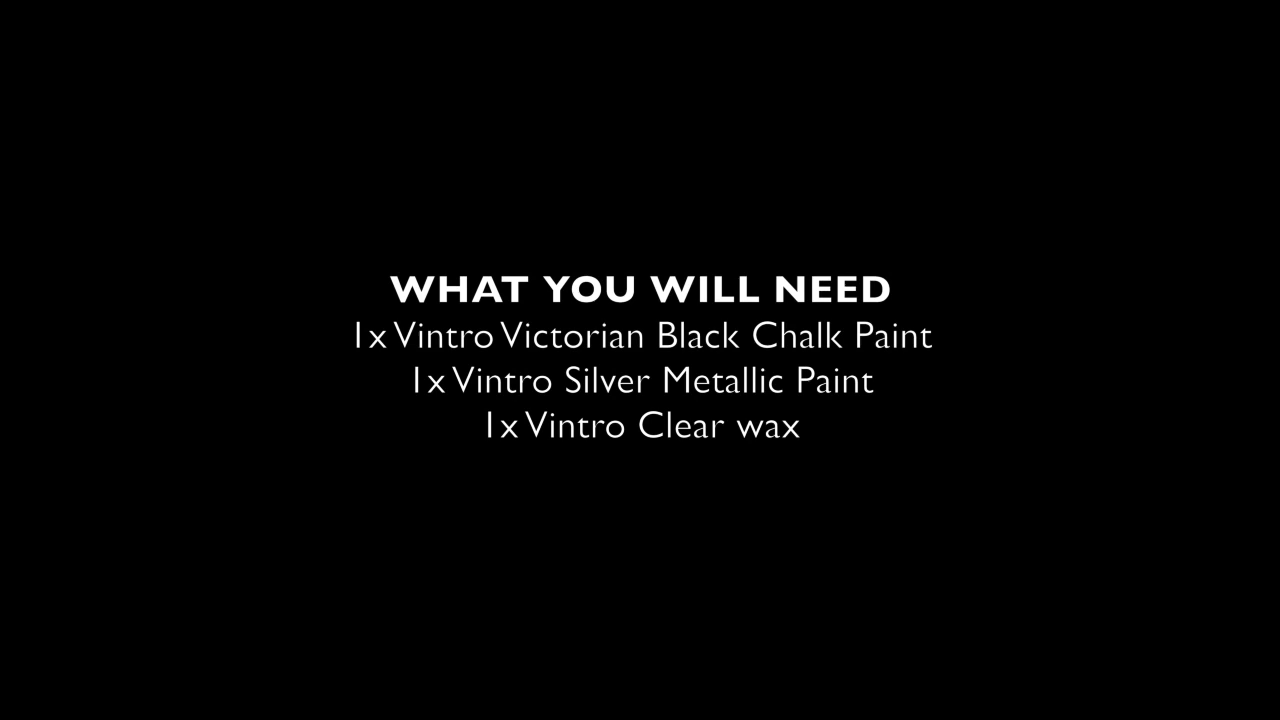 WHAT YOU WILL NEED
1x Vintro Victorian Black Chalk Paint
1x Vintro Silver Metallic Paint
1x Vintro Clear wax